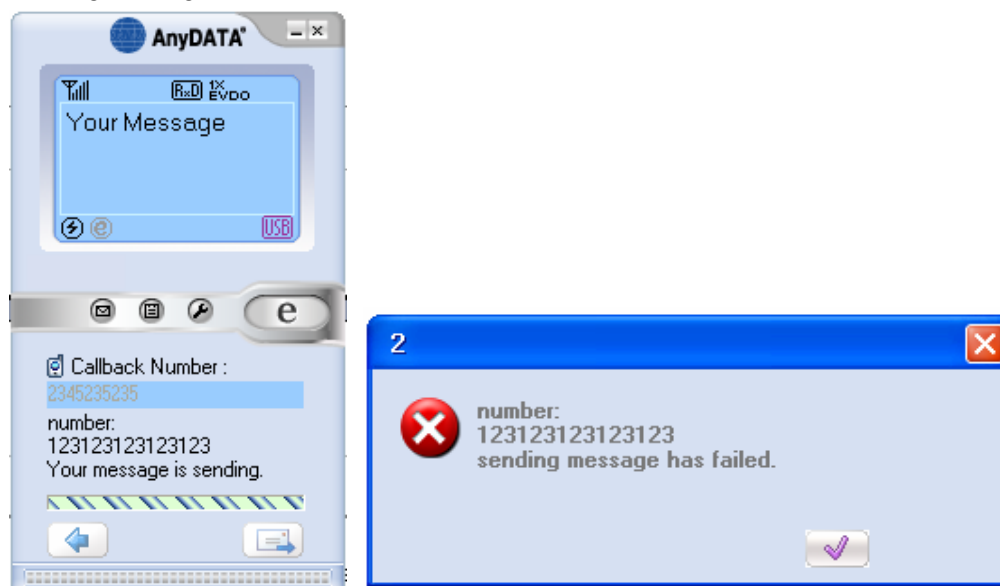 AnyDATA
RxD 1X EVDO
Your Message
e USB
e
Callback Number :
2345235235
number:
123123123123123
Your message is sending.
2
number:
123123123123123
sending message has failed.